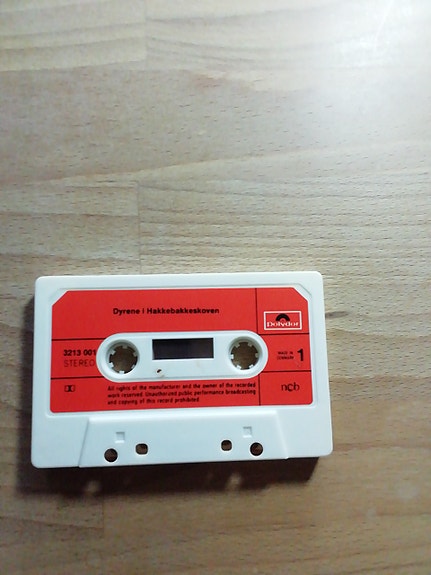 Dyrene i Hakkebakkeskoven
polydor
3213 001
STEREO
MADE IN
DENMARK
1
All rights of the manufacturer and the owner of the recorded
work reserved. Unauthorized public performance broadcasting
and copying of this record prohibited
ncb